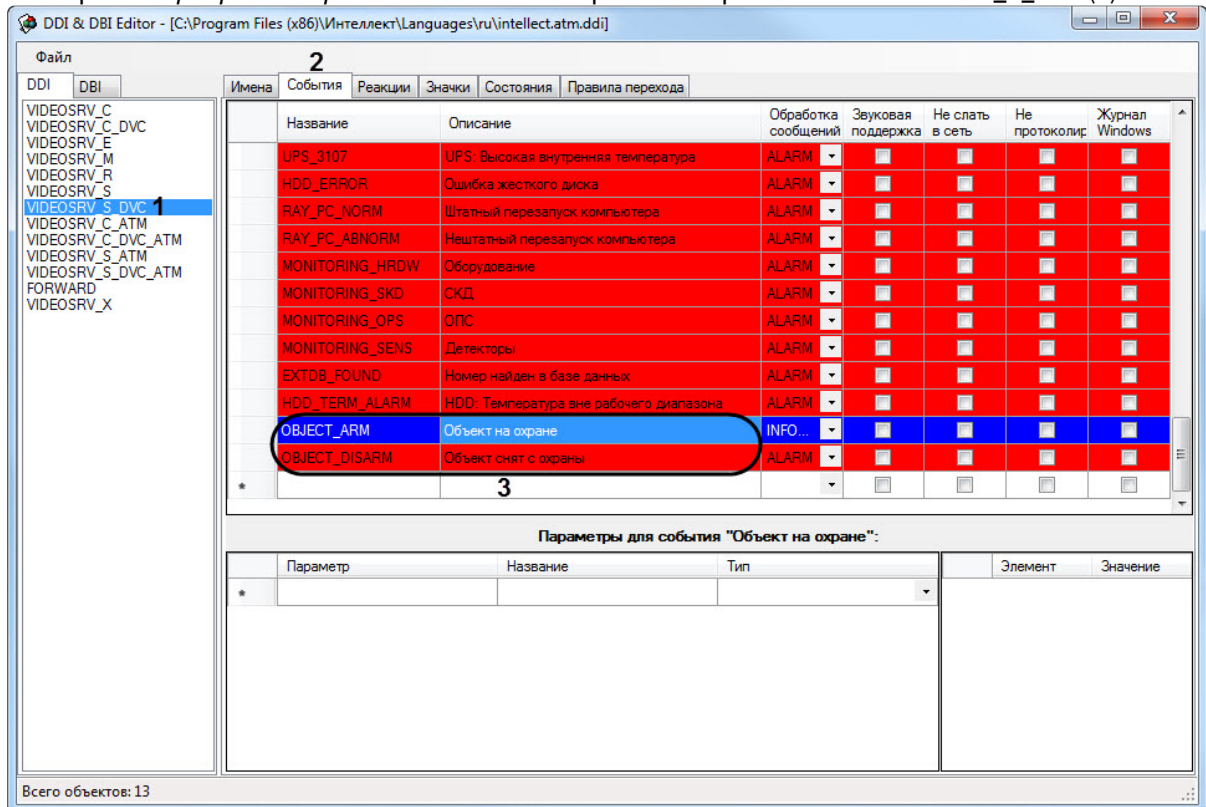 DDI & DBI Editor - [C:\Program Files (x86)\Интеллект\Languages\ru\intellect.atm.ddi]
Файл
2
DDI DBI
Имена События Реакции Значки Состояния Правила перехода
VIDEOSRV_C
VIDEOSRV_C_DVC
VIDEOSRV_E
VIDEOSRV_M
VIDEOSRV_R
VIDEOSRV_S
VIDEOSRV_S_DVC 1
VIDEOSRV_C_ATM
VIDEOSRV_C_DVC_ATM
VIDEOSRV_S_ATM
VIDEOSRV_S_DVC_ATM
FORWARD
VIDEOSRV_X
Название Описание Обработка сообщений Звуковая поддержка Не слать в сеть Не протоколир Журнал Windows
UPS_3107 UPS: Высокая внутренняя температура ALARM
HDD_ERROR Ошибка жесткого диска ALARM
RAY_PC_NORM Штатный перезапуск компьютера ALARM
RAY_PC_ABNORM Нештатный перезапуск компьютера ALARM
MONITORING_HRDW Оборудование ALARM
MONITORING_SKD СКД ALARM
MONITORING_OPS ОПС ALARM
MONITORING_SENS Детекторы ALARM
EXTDB_FOUND Номер найден в базе данных ALARM
HDD_TERM_ALARM HDD: Температура вне рабочего диапазона ALARM
OBJECT_ARM Объект на охране INFO...
OBJECT_DISARM Объект снят с охраны ALARM
* 3
Параметры для события "Объект на охране":
Параметр Название Тип Элемент Значение
*
Всего объектов: 13